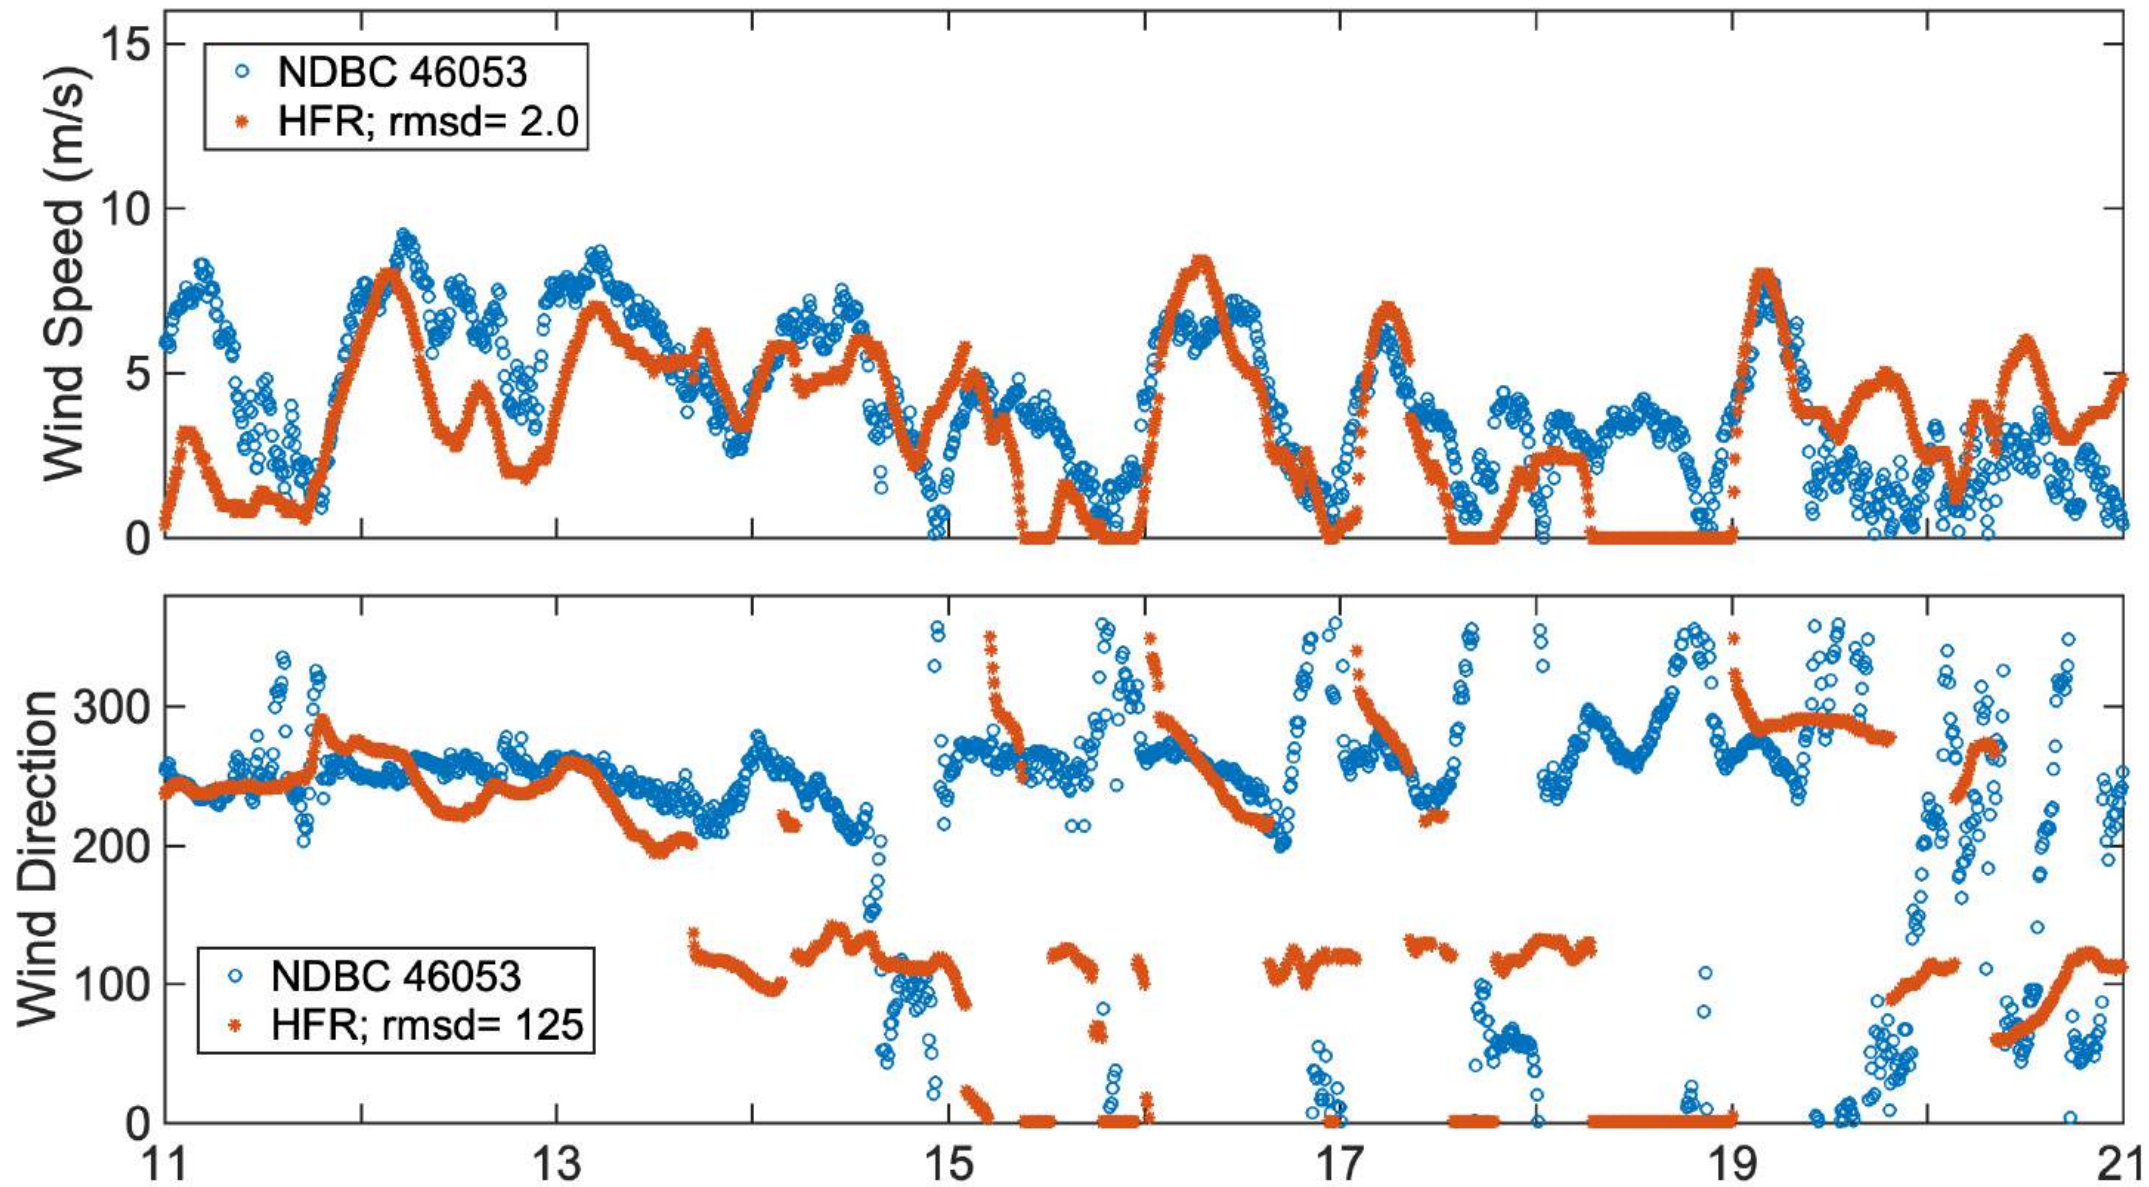 15
10
5
0
Wind Speed (m/s)
NDBC 46053
HFR; rmsd= 2.0
300
200
100
0
Wind Direction
NDBC 46053
HFR; rmsd= 125
11 13 15 17 19 21